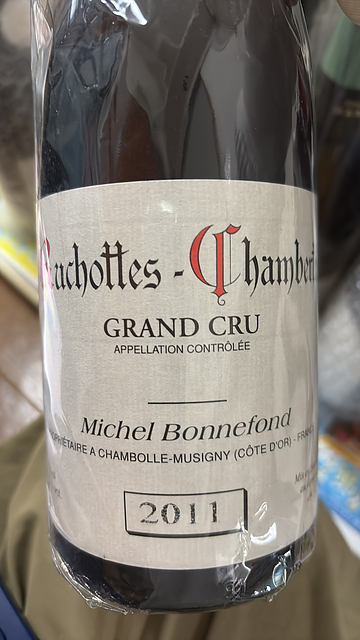 Ruchottes - Chambert
GRAND CRU
APPELLATION CONTRÔLÉE
Michel Bonnefond
PROPRIÉTAIRE A CHAMBOLLE-MUSIGNY (CÔTE D'OR) - FRANCE
2011